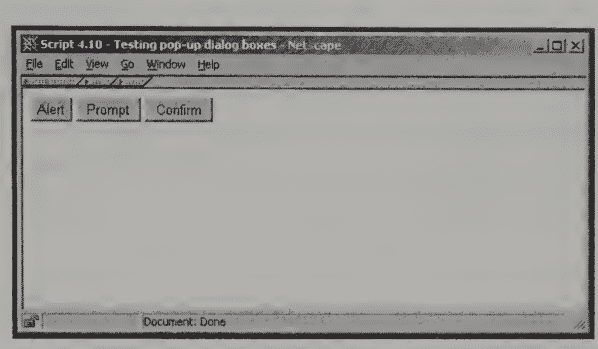 Script 4.10 - Testing pop-up dialog boxes - Netscape
File Edit View Go Window Help
Alert Prompt Confirm
Document: Done